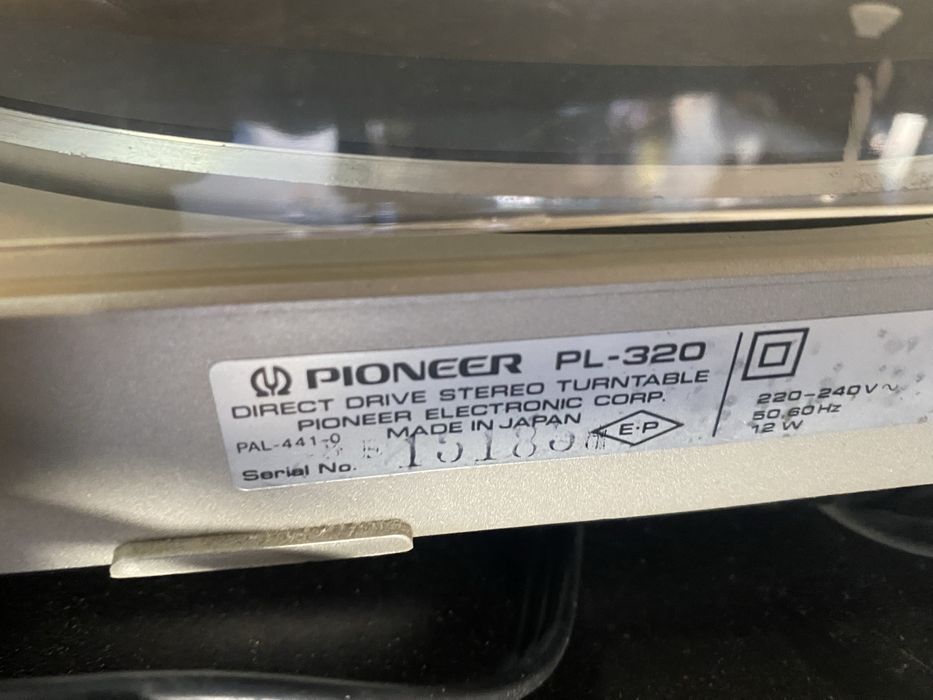 PIONEER PL-320
DIRECT DRIVE STEREO TURNTABLE
PIONEER ELECTRONIC CORP.
MADE IN JAPAN
PAL-441-0
E·P
Serial No.
220-240V~
50,60Hz
12W